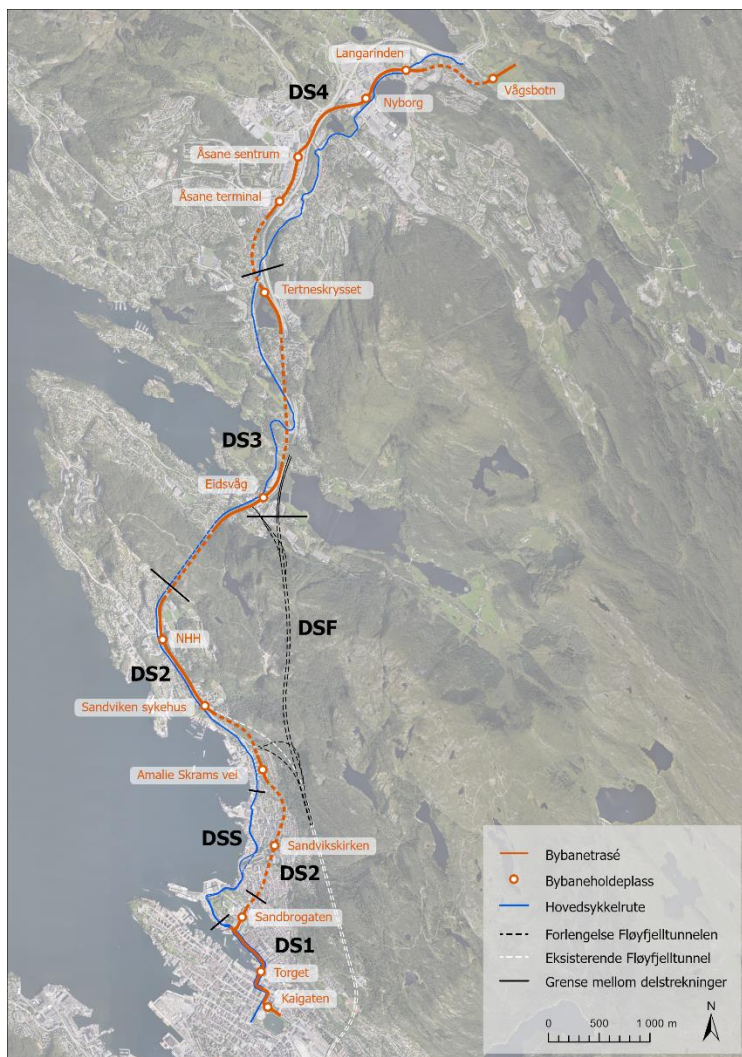 Langarinden
DS4
Vågsbotn
Nyborg
Åsane sentrum
Åsane terminal
Tertneskrysset
DS3
Eidsvåg
DSF
NHH
DS2
Sandviken sykehus
Amalie Skrams vei
DSS
Sandvikskirken
DS2
Sandbrogaten
DS1
Torget
Kaigaten
Bybanetrasé
Bybaneholdeplass
Hovedsykkelrute
Forlengelse Fløyfjelltunnelen
Eksisterende Fløyfjelltunnel
Grense mellom delstrekninger
N
0 500 1 000 m